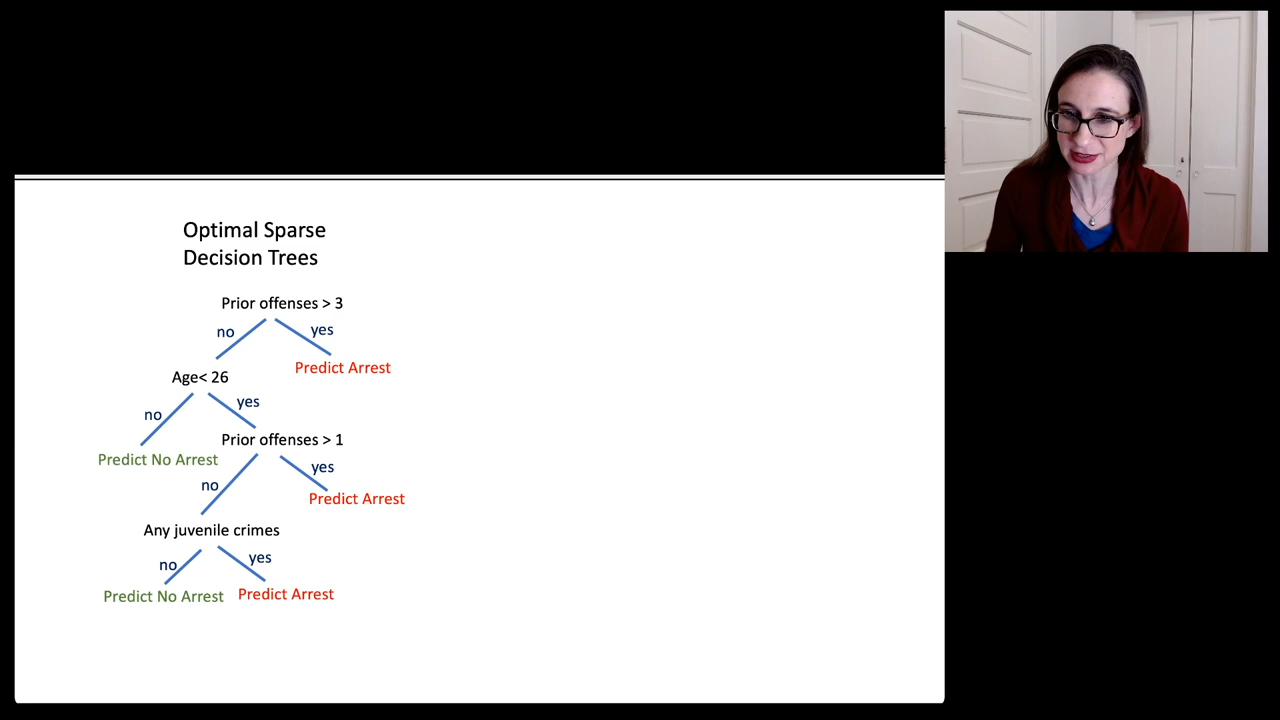 Optimal Sparse
Decision Trees
Prior offenses > 3
no
yes
Predict Arrest
Age< 26
no
yes
Predict No Arrest
Prior offenses > 1
no
yes
Predict Arrest
Any juvenile crimes
no
yes
Predict No Arrest
Predict Arrest